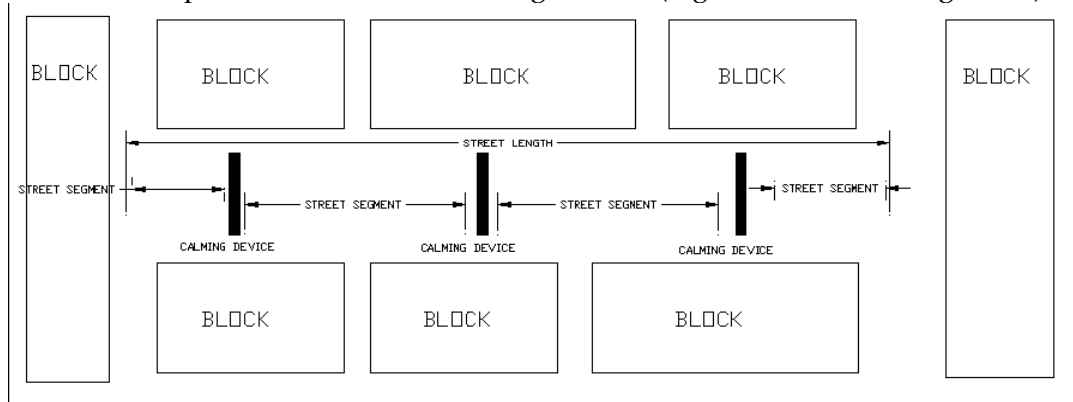 BLOCK
BLOCK
BLOCK
BLOCK
BLOCK
STREET LENGTH
STREET SEGMENT
STREET SEGMENT
STREET SEGMENT
STREET SEGMENT
CALMING DEVICE
CALMING DEVICE
CALMING DEVICE
BLOCK
BLOCK
BLOCK